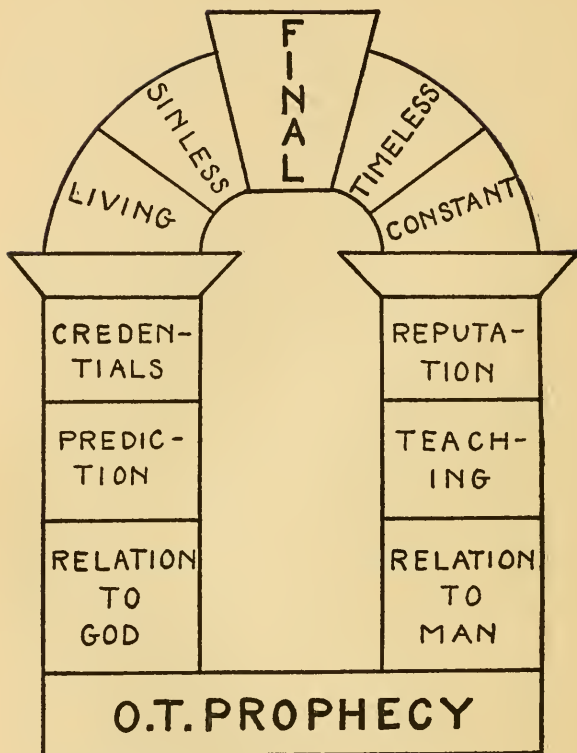 FINAL
SINLESS
TIMELESS
LIVING
CONSTANT
CREDEN-
TIALS
REPUTA-
TION
PREDIC-
TION
TEACH-
ING
RELATION
TO
GOD
RELATION
TO
MAN
O.T. PROPHECY